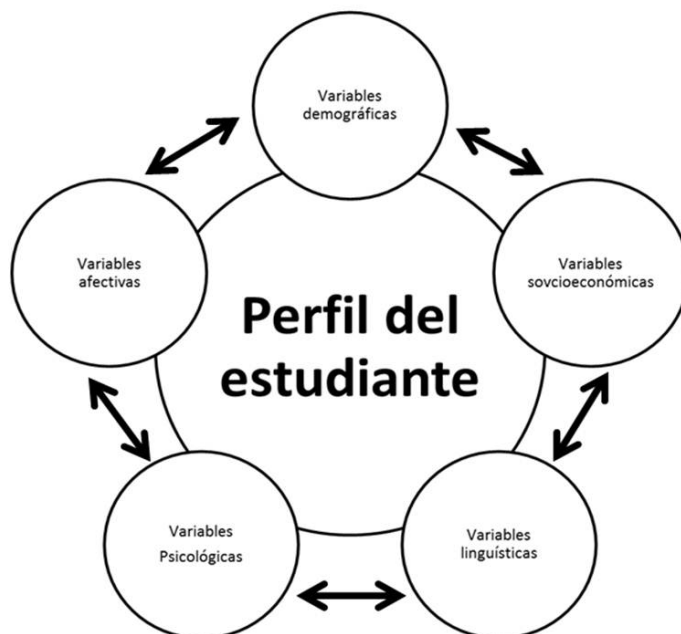 Variables
demográficas
Variables
afectivas
Variables
sovcioeconómicas
Perfil del
estudiante
Variables
Psicológicas
Variables
linguísticas